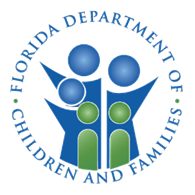 • FLORIDA DEPARTMENT OF •
CHILDREN AND FAMILIES